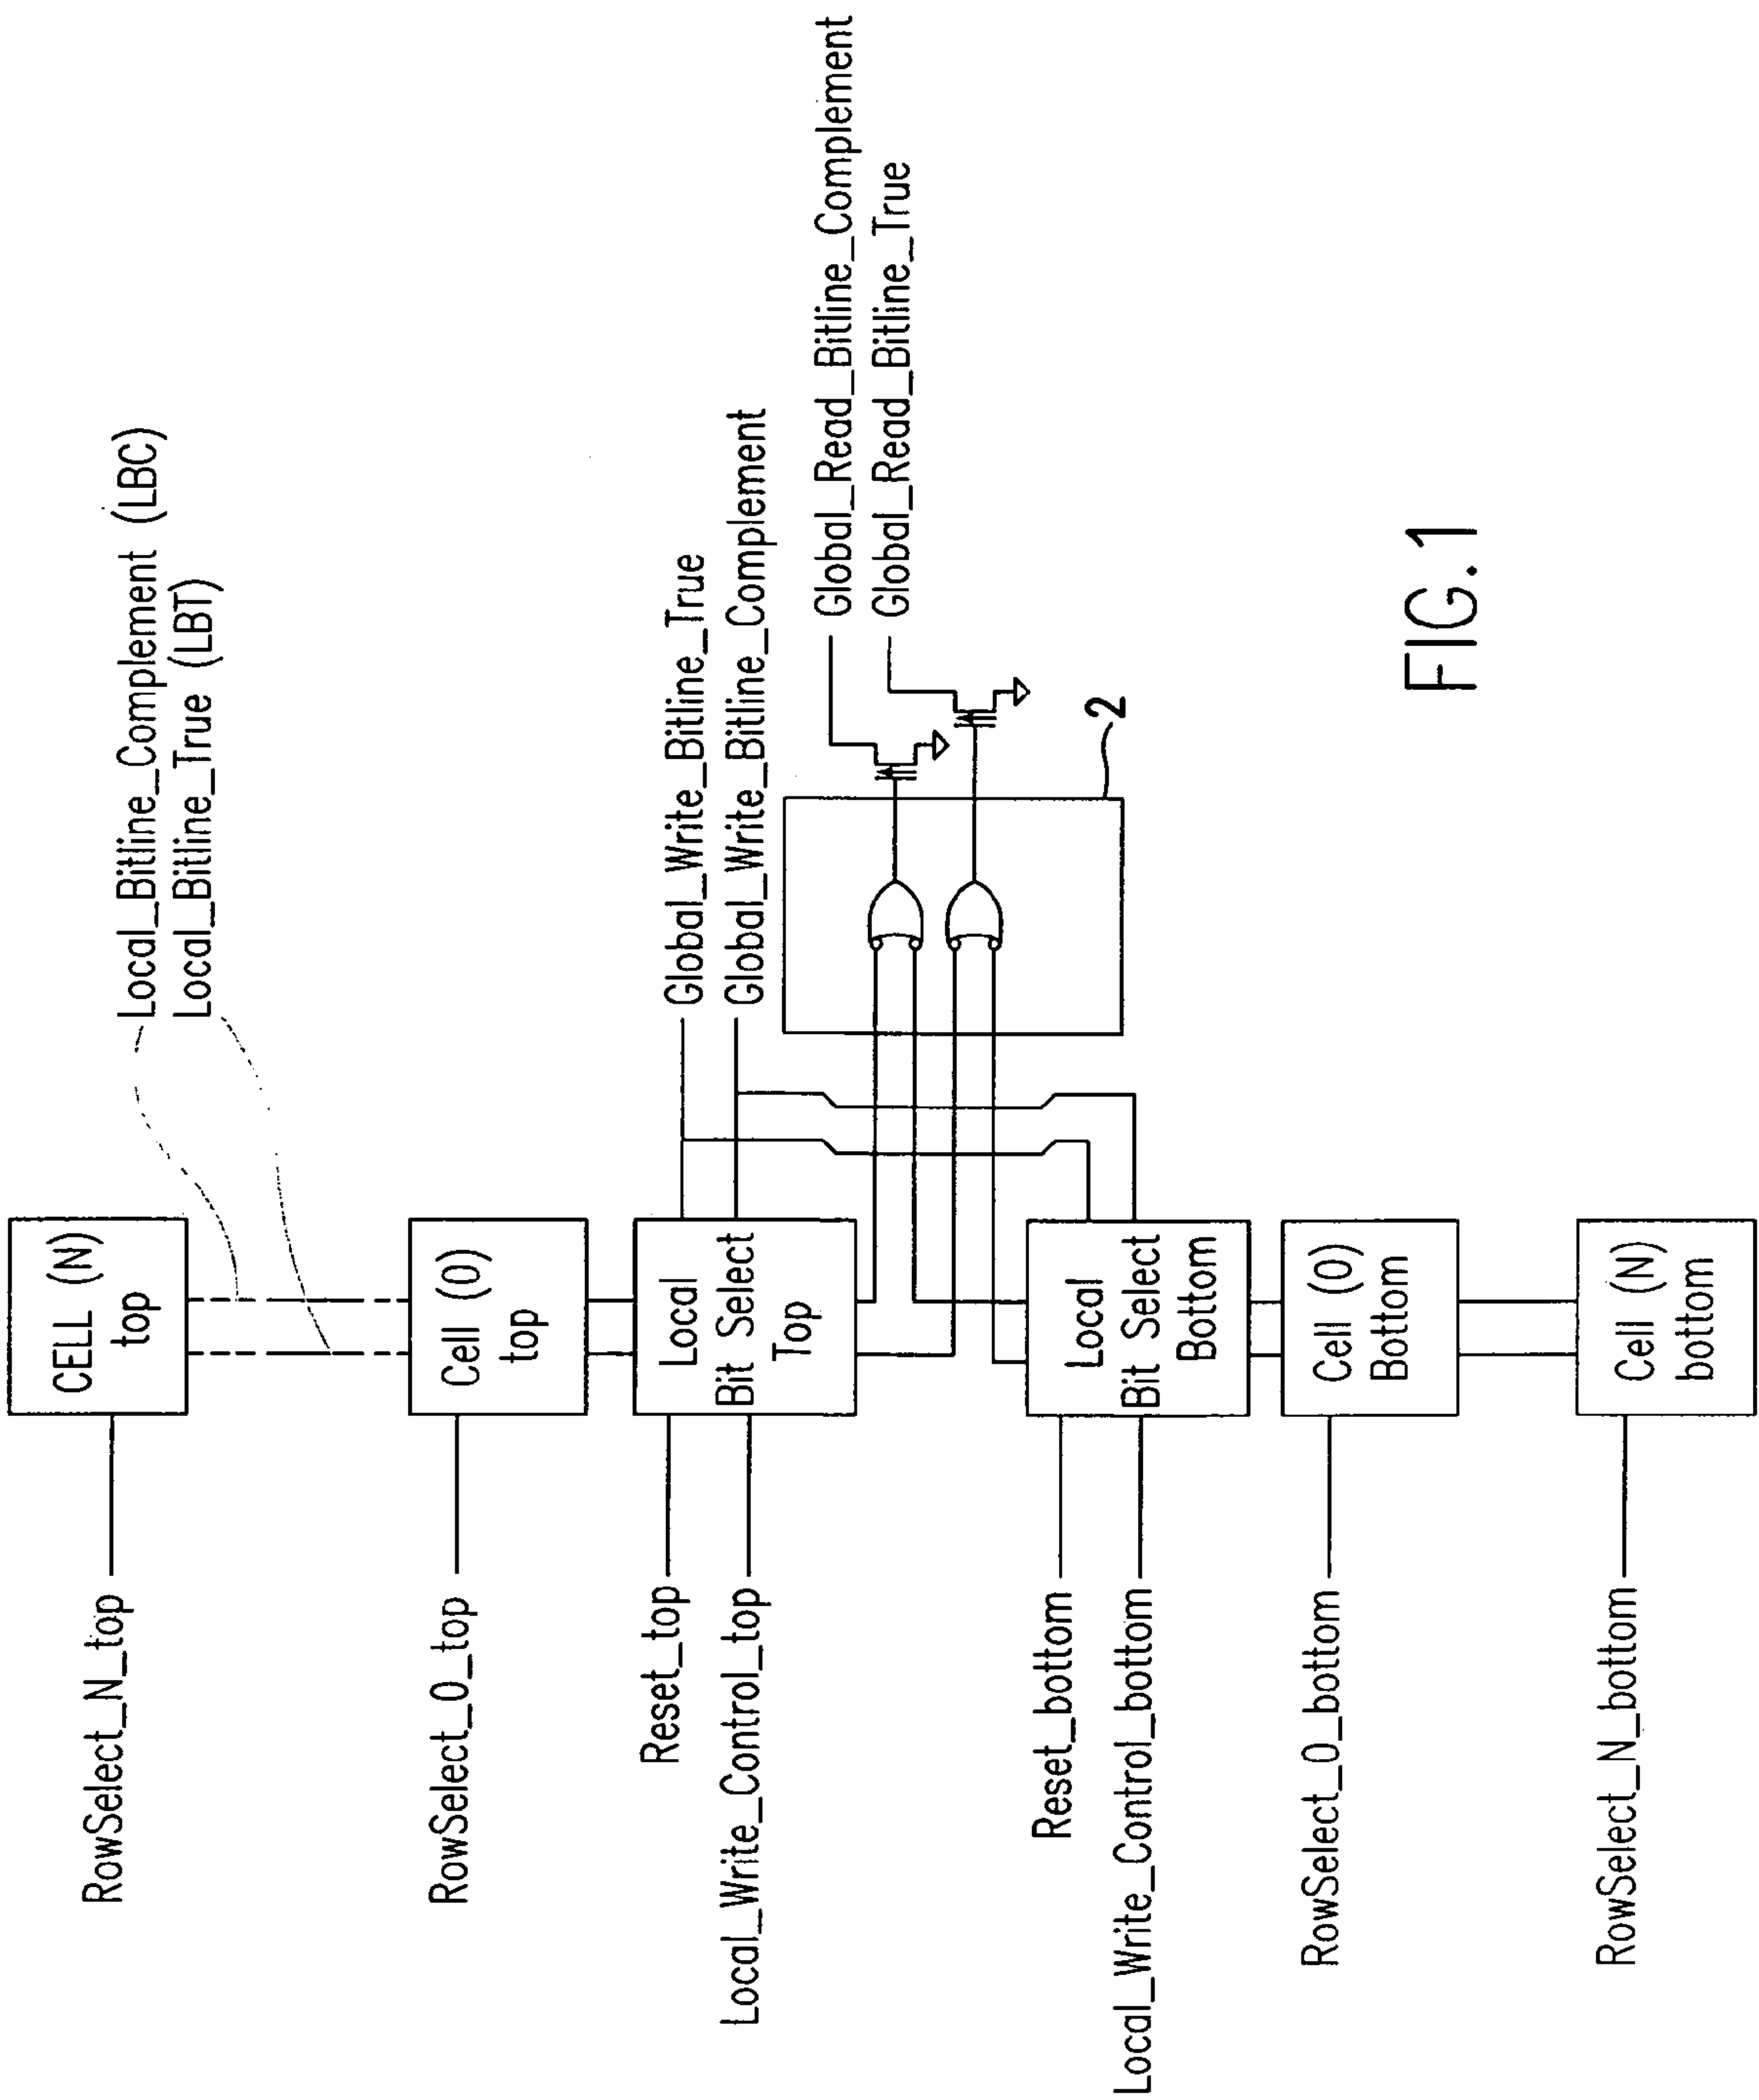 Local_Bitline_Complement (LBC)
Local_Bitline_True (LBT)
RowSelect_N_top
CELL (N)
top
RowSelect_0_top
Cell (0)
top
Reset_top
Local_Write_Control_top
Local
Bit Select
Top
Global_Write_Bitline_True
Global_Write_Bitline_Complement
Global_Read_Bitline_Complement
Global_Read_Bitline_True
2
Reset_bottom
Local_Write_Control_bottom
Local
Bit Select
Bottom
RowSelect_0_bottom
Cell (0)
Bottom
RowSelect_N_bottom
Cell (N)
bottom
FIG.1